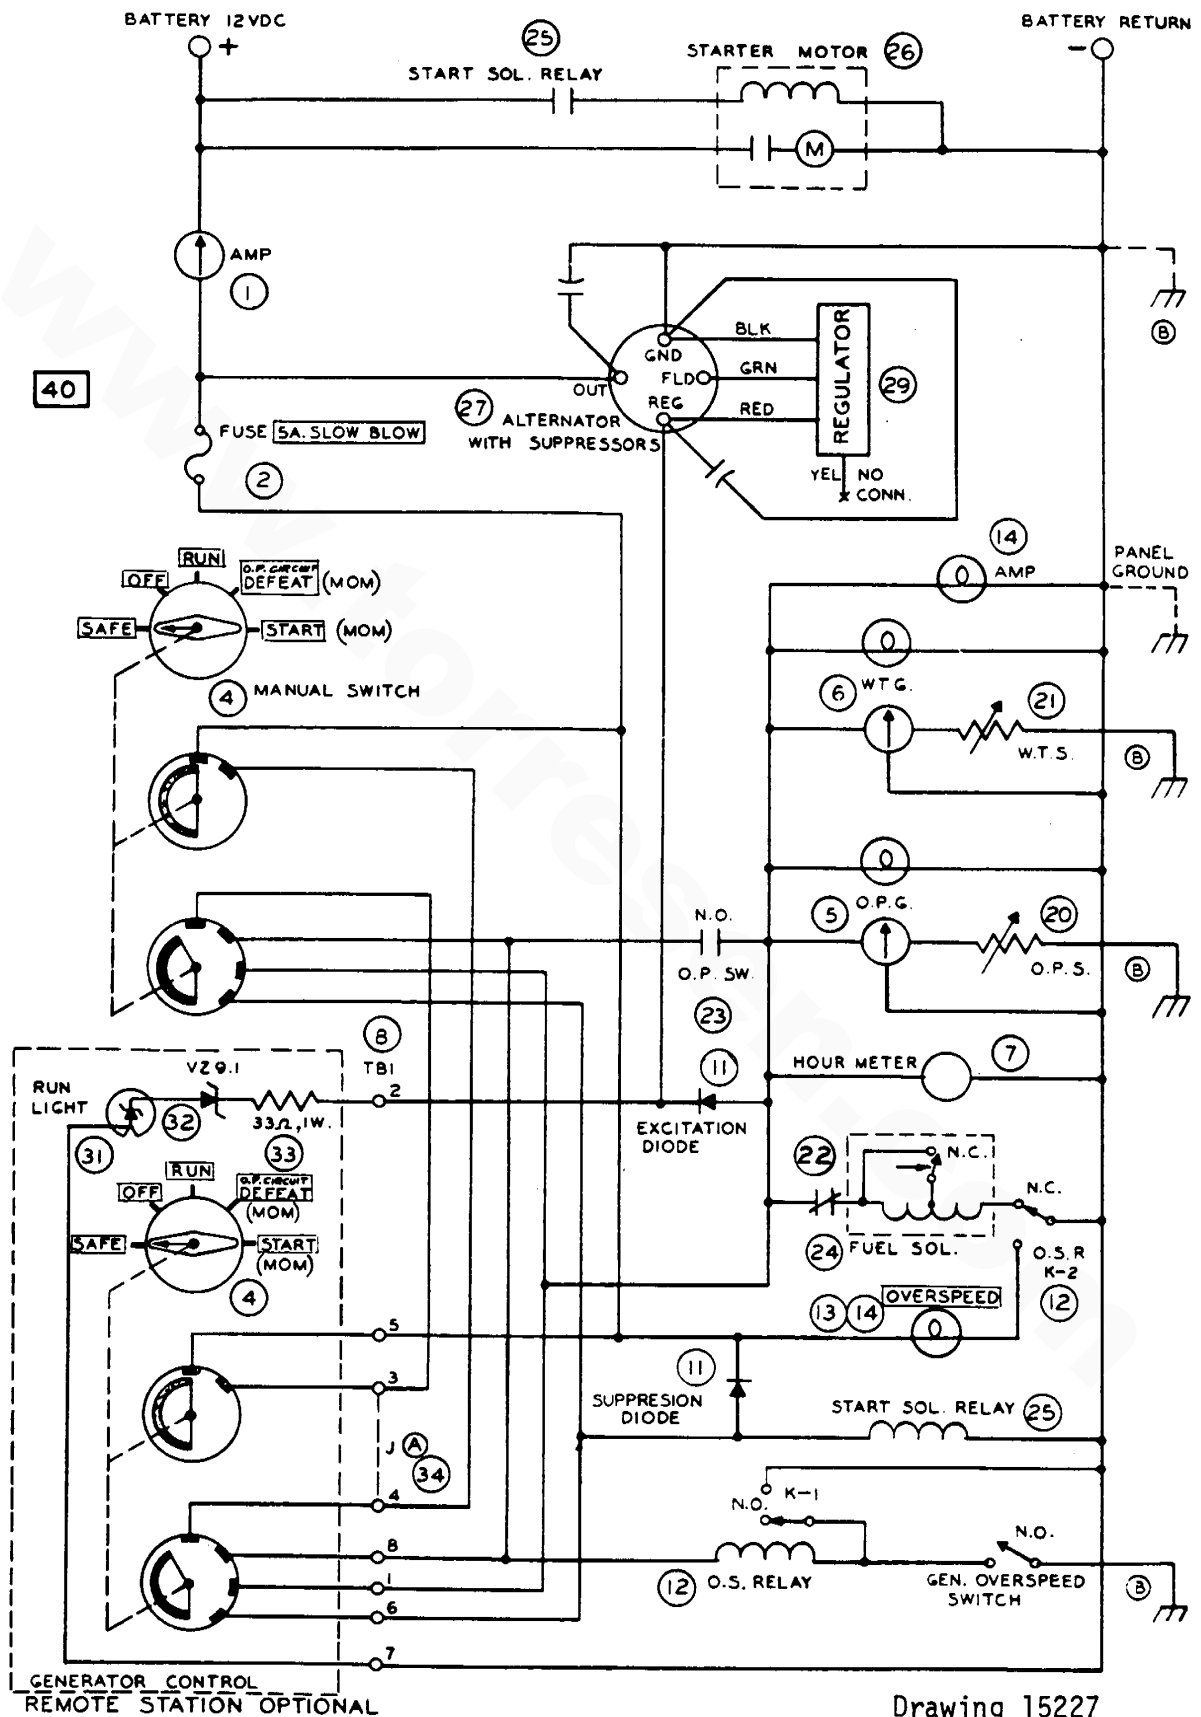 BATTERY 12VDC
+
BATTERY RETURN
-
25
START SOL. RELAY
STARTER MOTOR 26
M
AMP
1
B
BLK
GND
GRN
FLD
OUT
REG
RED
REGULATOR
29
40
27 ALTERNATOR
WITH SUPPRESSORS
FUSE 5A. SLOW BLOW
2
YEL NO
CONN.
14
AMP
PANEL
GROUND
RUN
OFF
O.P. CIRCUIT
DEFEAT (MOM)
SAFE
START (MOM)
4 MANUAL SWITCH
6 W.T.G.
21
W.T.S.
B
5 O.P.G.
20
O.P.S.
B
N.O.
O.P. SW.
23
8
TB1
2
VZ 9.1
RUN
LIGHT
31
32
33Ω, 1W.
33
11
EXCITATION
DIODE
HOUR METER
7
22
N.C.
N.C.
24 FUEL SOL.
O.S.R
K-2
12
RUN
OFF
O.P. CIRCUIT
DEFEAT
(MOM)
SAFE
START
(MOM)
4
13 14 OVERSPEED
5
3
11
SUPPRESION
DIODE
START SOL. RELAY 25
J A
34
4
N.O. K-1
8
12 O.S. RELAY
N.O.
GEN. OVERSPEED
SWITCH
B
1
6
7
GENERATOR CONTROL
REMOTE STATION OPTIONAL
Drawing 15227
www.torresen.com